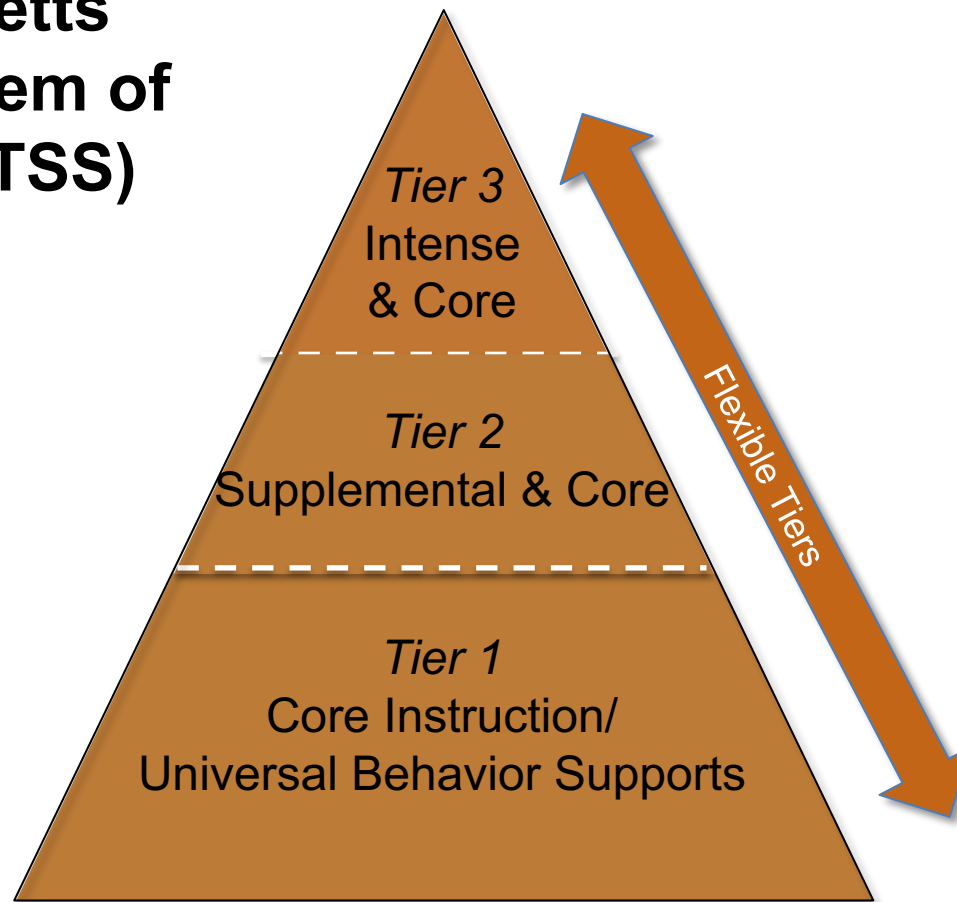 etts
em of
TSS)
Tier 3
Intense
& Core
Tier 2
Supplemental & Core
Tier 1
Core Instruction/
Universal Behavior Supports
Flexible Tiers